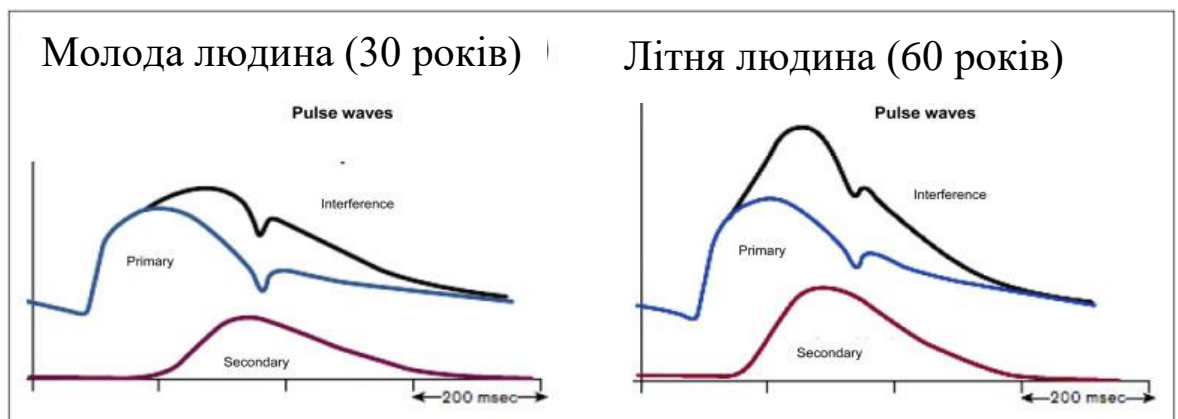 Молода людина (30 років)
Pulse waves
Interference
Primary
Secondary
200 msec
Літня людина (60 років)
Pulse waves
Interference
Primary
Secondary
200 msec